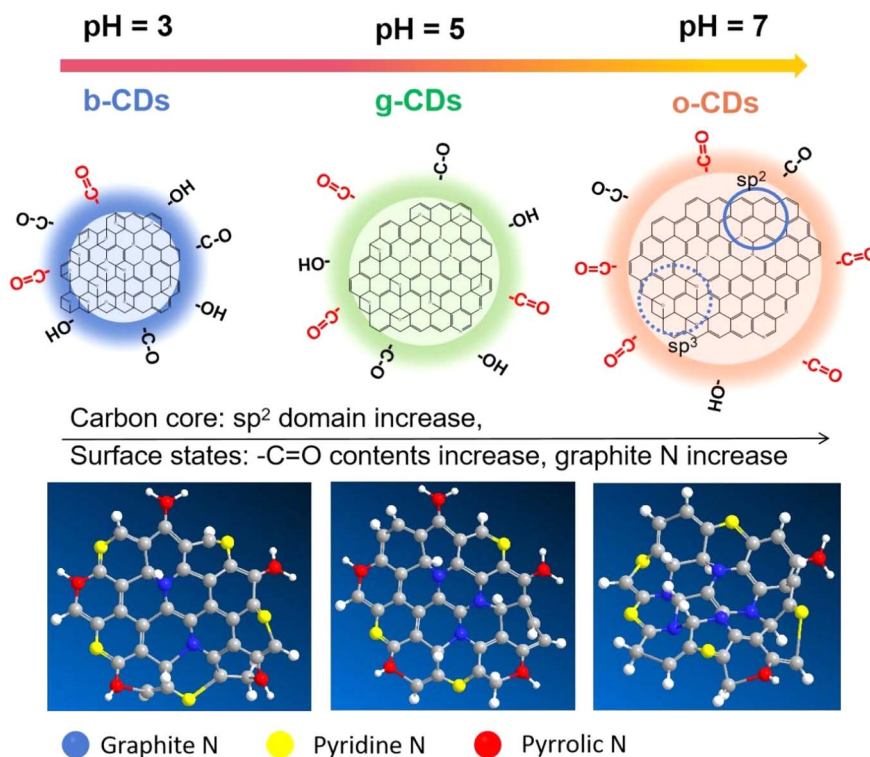 pH = 3
pH = 5
pH = 7
b-CDs
g-CDs
o-CDs
-C=O
-OH
-C-O
-C-O
-C=O
-OH
HO-
-C-O
-C-O
-C=O
-OH
HO-
-C=O
-C=O
-C-O
-OH
-C=O
-C-O
-C-O
sp²
-C=O
-C=O
sp³
-C=O
-C=O
-OH
Carbon core: sp² domain increase,
Surface states: -C=O contents increase, graphite N increase
Graphite N
Pyridine N
Pyrrolic N